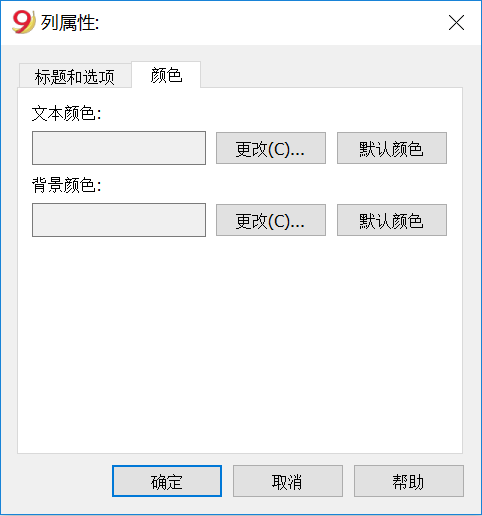 9 列属性:
标题和选项 颜色
文本颜色:
更改(C)... 默认颜色
背景颜色:
更改(C)... 默认颜色
确定 取消 帮助